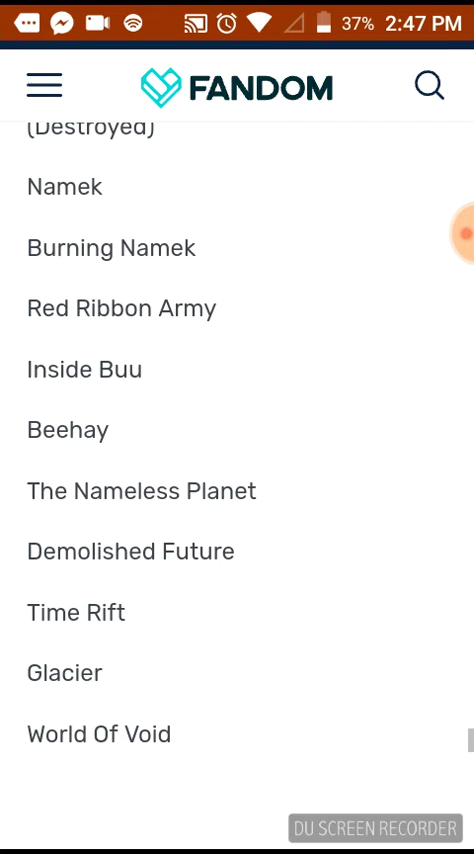 37% 2:47 PM
FANDOM
(Destroyed)
Namek
Burning Namek
Red Ribbon Army
Inside Buu
Beehay
The Nameless Planet
Demolished Future
Time Rift
Glacier
World Of Void
DU SCREEN RECORDER